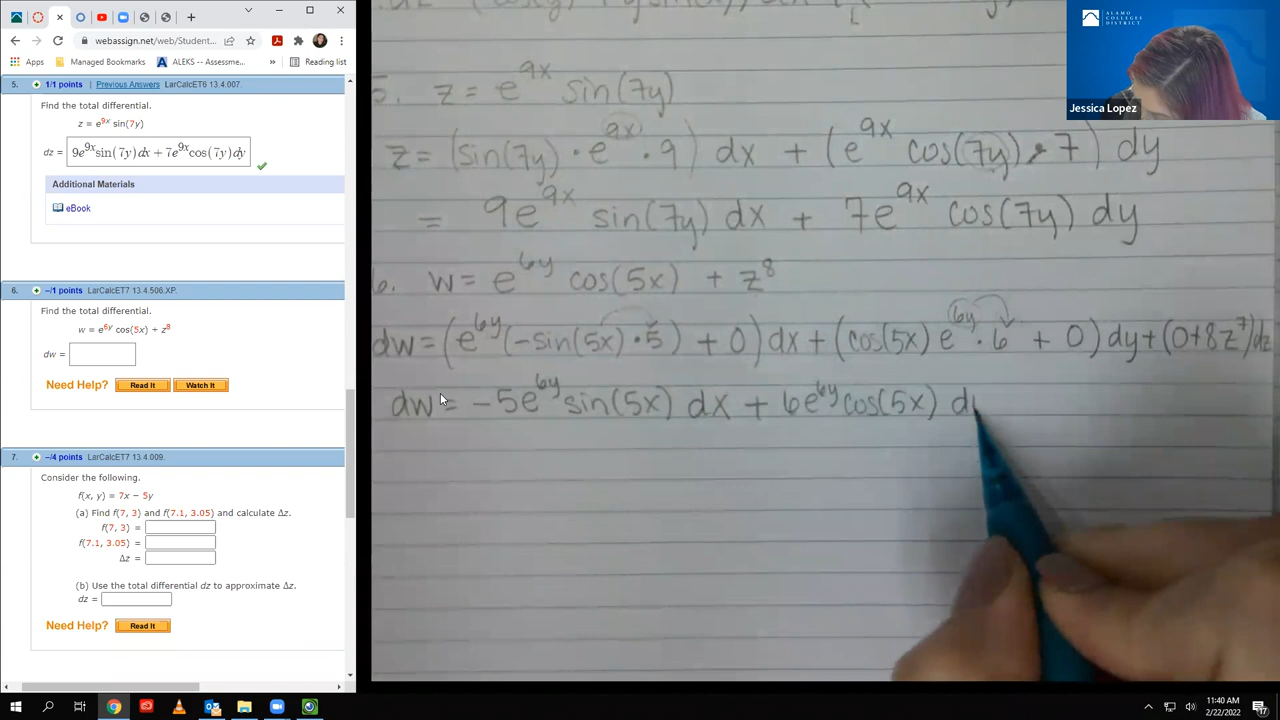 webassign.net/web/Student...
Apps
Managed Bookmarks
ALEKS -- Assessme...
»
Reading list
5.
1/1 points
Previous Answers
LarCalcET6 13.4.007.
Find the total differential.
z = e^9x sin(7y)
dz = 9e^9x sin(7y)dx + 7e^9x cos(7y)dy
Additional Materials
eBook
6.
–/1 points
LarCalcET7 13.4.506.XP.
Find the total differential.
w = e^6y cos(5x) + z^8
dw =
Need Help?
Read It
Watch It
7.
–/4 points
LarCalcET7 13.4.009.
Consider the following.
f(x, y) = 7x − 5y
(a) Find f(7, 3) and f(7.1, 3.05) and calculate Δz.
f(7, 3) =
f(7.1, 3.05) =
Δz =
(b) Use the total differential dz to approximate Δz.
dz =
Need Help?
Read It
5. z = e^9x sin(7y)
z = (sin(7y) · e^9x · 9) dx + (e^9x cos(7y) · 7) dy
= 9e^9x sin(7y) dx + 7e^9x cos(7y) dy
6. w = e^6y cos(5x) + z^8
dw = (e^6y (-sin(5x) · 5) + 0) dx + (cos(5x) e^6y · 6 + 0) dy + (0+8z^7) dz
dw = -5e^6y sin(5x) dx + 6e^6y cos(5x) d
ALAMO
COLLEGES
DISTRICT
Jessica Lopez
11:40 AM
2/22/2022
17